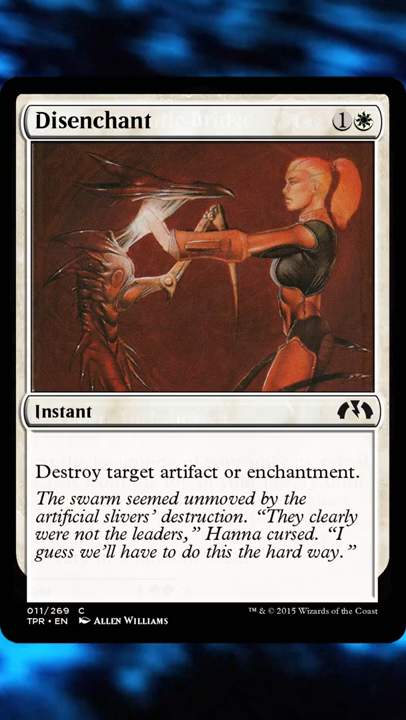 Disenchant 1
Instant
Destroy target artifact or enchantment.
The swarm seemed unmoved by the
artificial slivers' destruction. "They clearly
were not the leaders," Hanna cursed. "I
guess we'll have to do this the hard way."
011/269 C
TPR • EN Allen Williams
™ & © 2015 Wizards of the Coast